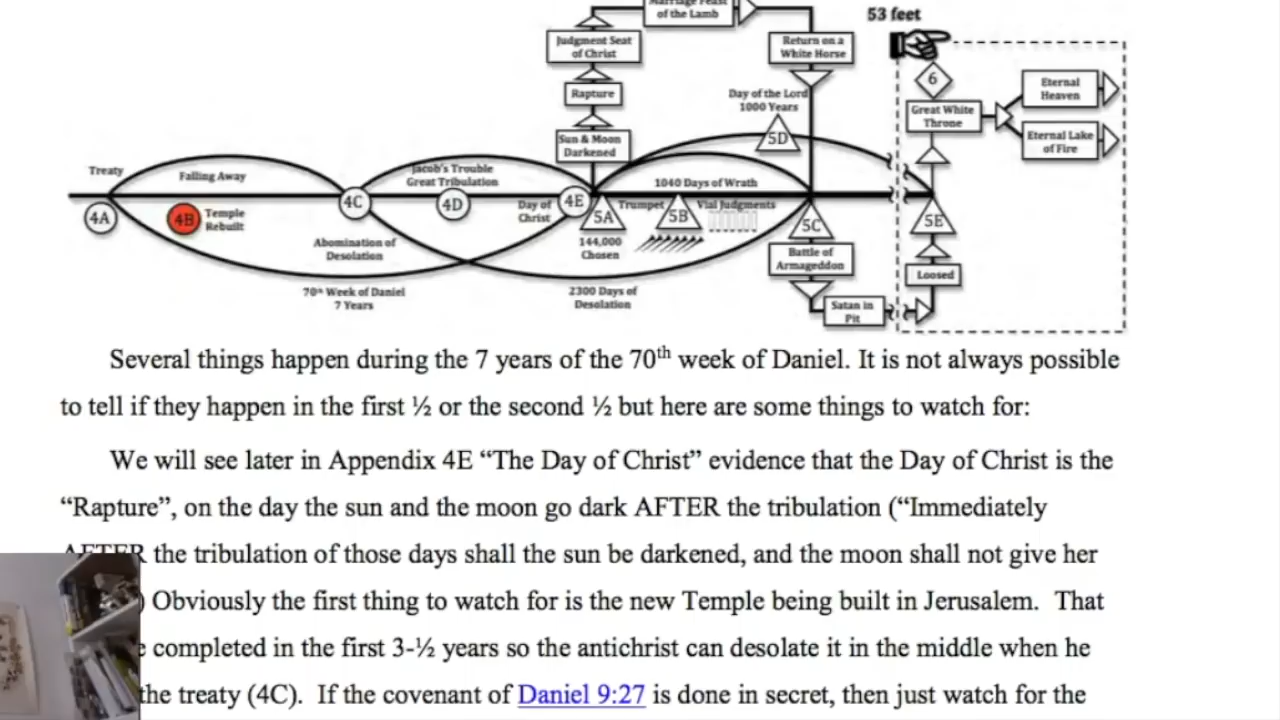 Marriage Feast
of the Lamb
53 feet
Judgment Seat
of Christ
Return on a
White Horse
6
Eternal
Heaven
Rapture
Day of the Lord
1000 Years
Great White
Throne
Sun & Moon
Darkened
5D
Eternal Lake
of Fire
Treaty
Falling Away
Jacob's Trouble
Great Tribulation
1040 Days of Wrath
4A
4B
Temple
Rebuilt
4C
4D
Day of
Christ
4E
5A
Trumpet
5B
Vial Judgments
5C
5E
Abomination of
Desolation
144,000
Chosen
Battle of
Armageddon
Loosed
70th Week of Daniel
7 Years
2300 Days of
Desolation
Satan in
Pit
Several things happen during the 7 years of the 70th week of Daniel. It is not always possible
to tell if they happen in the first ½ or the second ½ but here are some things to watch for:
We will see later in Appendix 4E “The Day of Christ” evidence that the Day of Christ is the
“Rapture”, on the day the sun and the moon go dark AFTER the tribulation (“Immediately
AFTER the tribulation of those days shall the sun be darkened, and the moon shall not give her
) Obviously the first thing to watch for is the new Temple being built in Jerusalem. That
completed in the first 3-½ years so the antichrist can desolate it in the middle when he
the treaty (4C). If the covenant of Daniel 9:27 is done in secret, then just watch for the